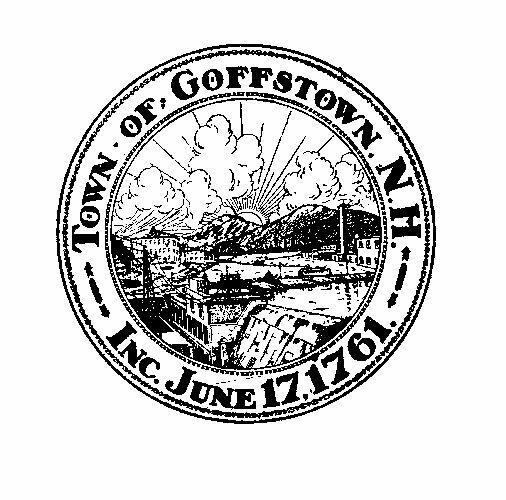 TOWN · OF · GOFFSTOWN, N.H.
INC. JUNE 17, 1761.